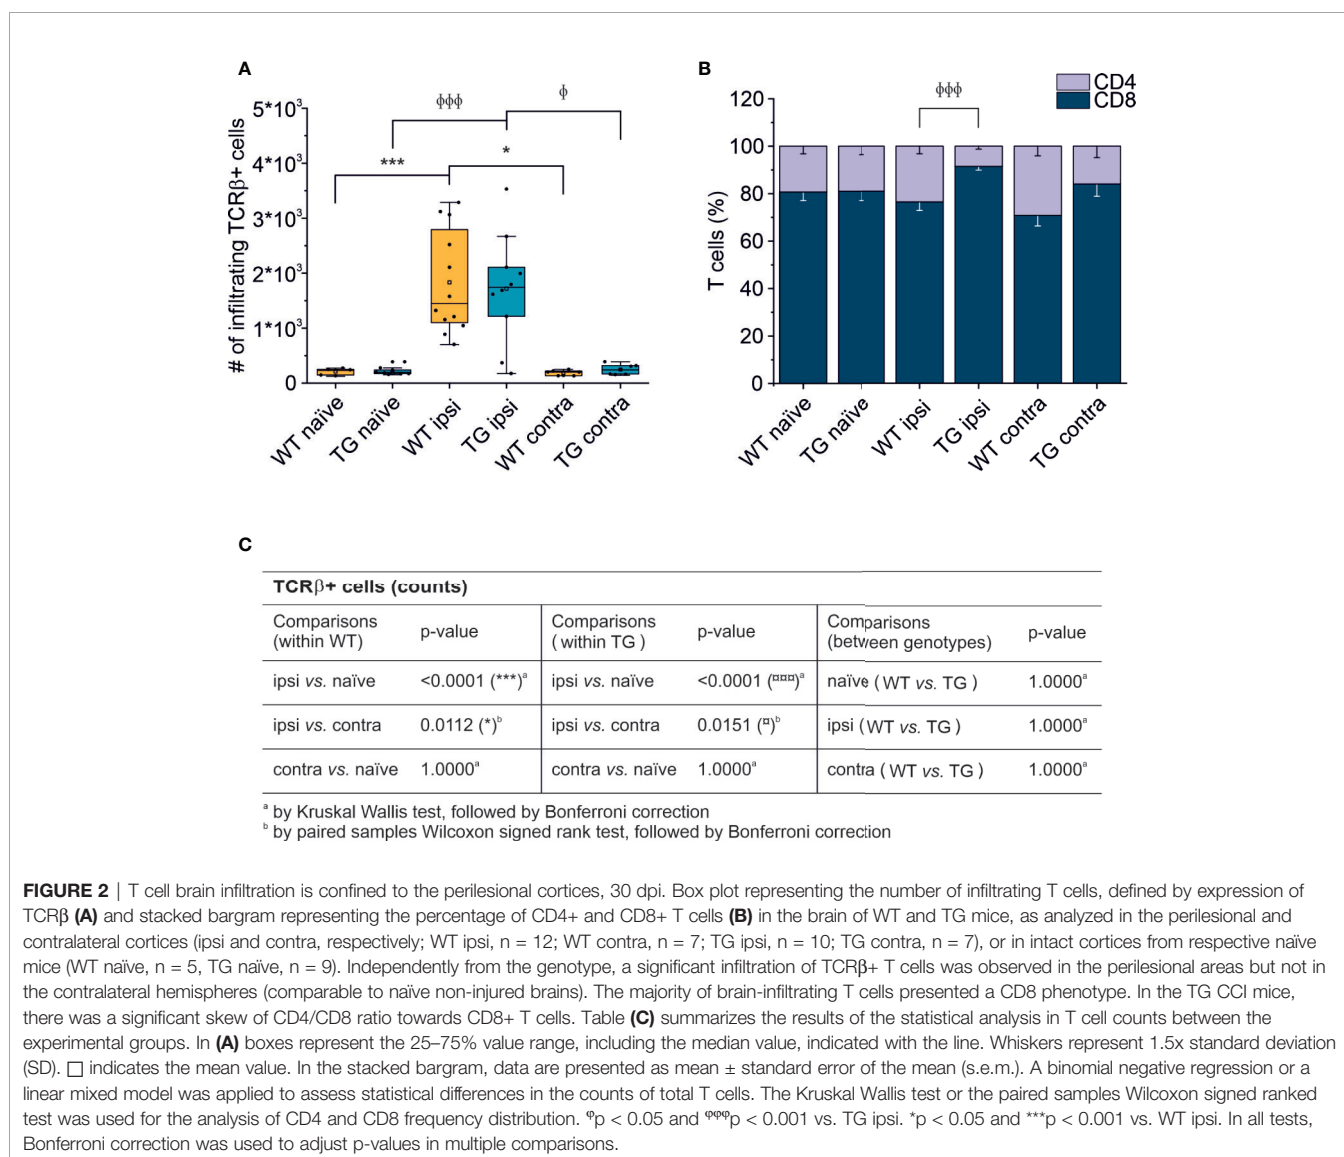 A
# of infiltrating TCRβ+ cells
5*10³
4*10³
3*10³
2*10³
1*10³
0
***
ϕϕϕ
*
ϕ
WT naïve
TG naïve
WT ipsi
TG ipsi
WT contra
TG contra
B
CD4
CD8
T cells (%)
120
100
80
60
40
20
0
ϕϕϕ
WT naïve
TG naïve
WT ipsi
TG ipsi
WT contra
TG contra
C
TCRβ+ cells (counts)
Comparisons (within WT) p-value Comparisons (within TG ) p-value Comparisons (between genotypes) p-value
ipsi vs. naïve <0.0001 (***)ᵃ ipsi vs. naïve <0.0001 (¤¤¤)ᵃ naïve ( WT vs. TG ) 1.0000ᵃ
ipsi vs. contra 0.0112 (*)ᵇ ipsi vs. contra 0.0151 (¤)ᵇ ipsi ( WT vs. TG ) 1.0000ᵃ
contra vs. naïve 1.0000ᵃ contra vs. naïve 1.0000ᵃ contra ( WT vs. TG ) 1.0000ᵃ
ᵃ by Kruskal Wallis test, followed by Bonferroni correction
ᵇ by paired samples Wilcoxon signed rank test, followed by Bonferroni correction
FIGURE 2 | T cell brain infiltration is confined to the perilesional cortices, 30 dpi. Box plot representing the number of infiltrating T cells, defined by expression of
TCRβ (A) and stacked bargram representing the percentage of CD4+ and CD8+ T cells (B) in the brain of WT and TG mice, as analyzed in the perilesional and
contralateral cortices (ipsi and contra, respectively; WT ipsi, n = 12; WT contra, n = 7; TG ipsi, n = 10; TG contra, n = 7), or in intact cortices from respective naïve
mice (WT naïve, n = 5, TG naïve, n = 9). Independently from the genotype, a significant infiltration of TCRβ+ T cells was observed in the perilesional areas but not in
the contralateral hemispheres (comparable to naïve non-injured brains). The majority of brain-infiltrating T cells presented a CD8 phenotype. In the TG CCI mice,
there was a significant skew of CD4/CD8 ratio towards CD8+ T cells. Table (C) summarizes the results of the statistical analysis in T cell counts between the
experimental groups. In (A) boxes represent the 25–75% value range, including the median value, indicated with the line. Whiskers represent 1.5x standard deviation
(SD). □ indicates the mean value. In the stacked bargram, data are presented as mean ± standard error of the mean (s.e.m.). A binomial negative regression or a
linear mixed model was applied to assess statistical differences in the counts of total T cells. The Kruskal Wallis test or the paired samples Wilcoxon signed ranked
test was used for the analysis of CD4 and CD8 frequency distribution. ᵠp < 0.05 and ᵠᵠᵠp < 0.001 vs. TG ipsi. *p < 0.05 and ***p < 0.001 vs. WT ipsi. In all tests,
Bonferroni correction was used to adjust p-values in multiple comparisons.